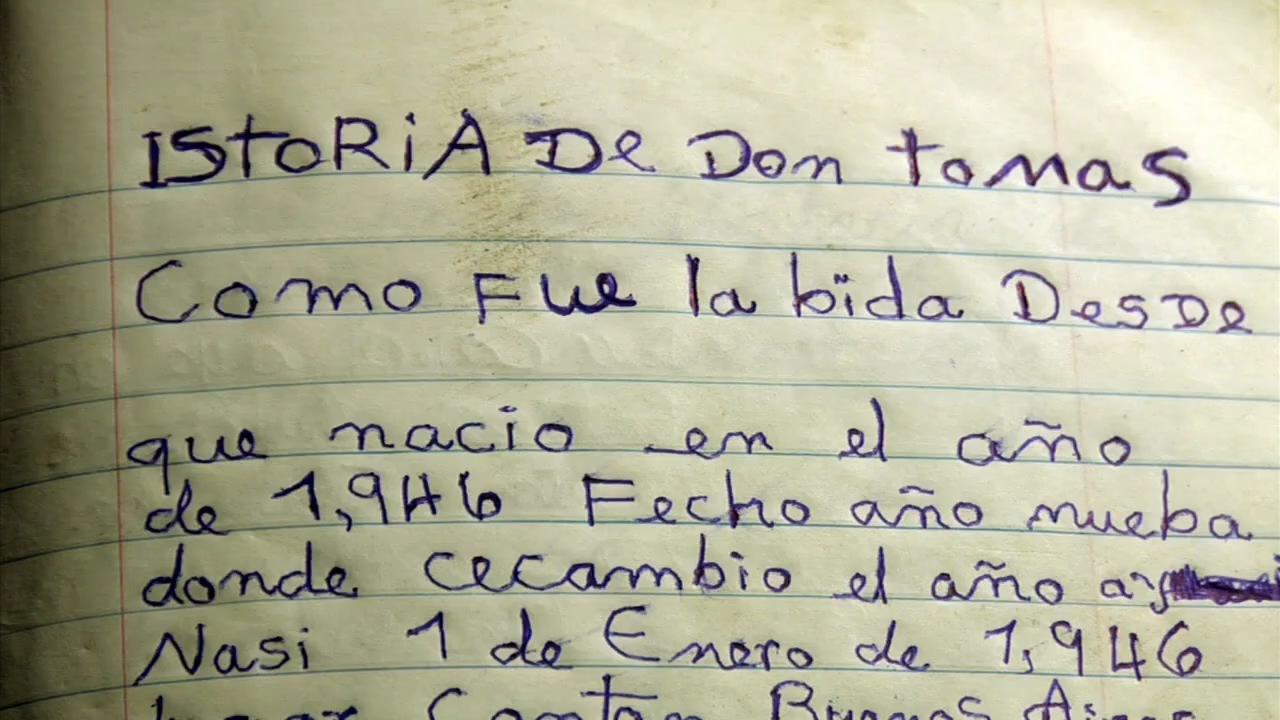 ISTORIA DE Don tomas
Como Fue la bida DesDe
que nacio en el año
de 1,946 Fecho año nueba
donde cecambio el año
Nasi 1 de Enero de 1,946